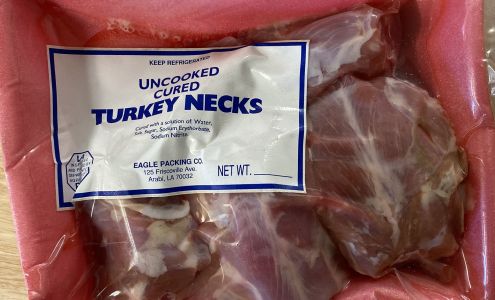 KEEP REFRIGERATED
UNCOOKED
CURED
TURKEY NECKS
Cured with a solution of Water,
Salt, Sugar, Sodium Erythorbate,
Sodium Nitrite
EAGLE PACKING CO.
125 Friscoville Ave.
Arabi, LA 70032
NET WT.